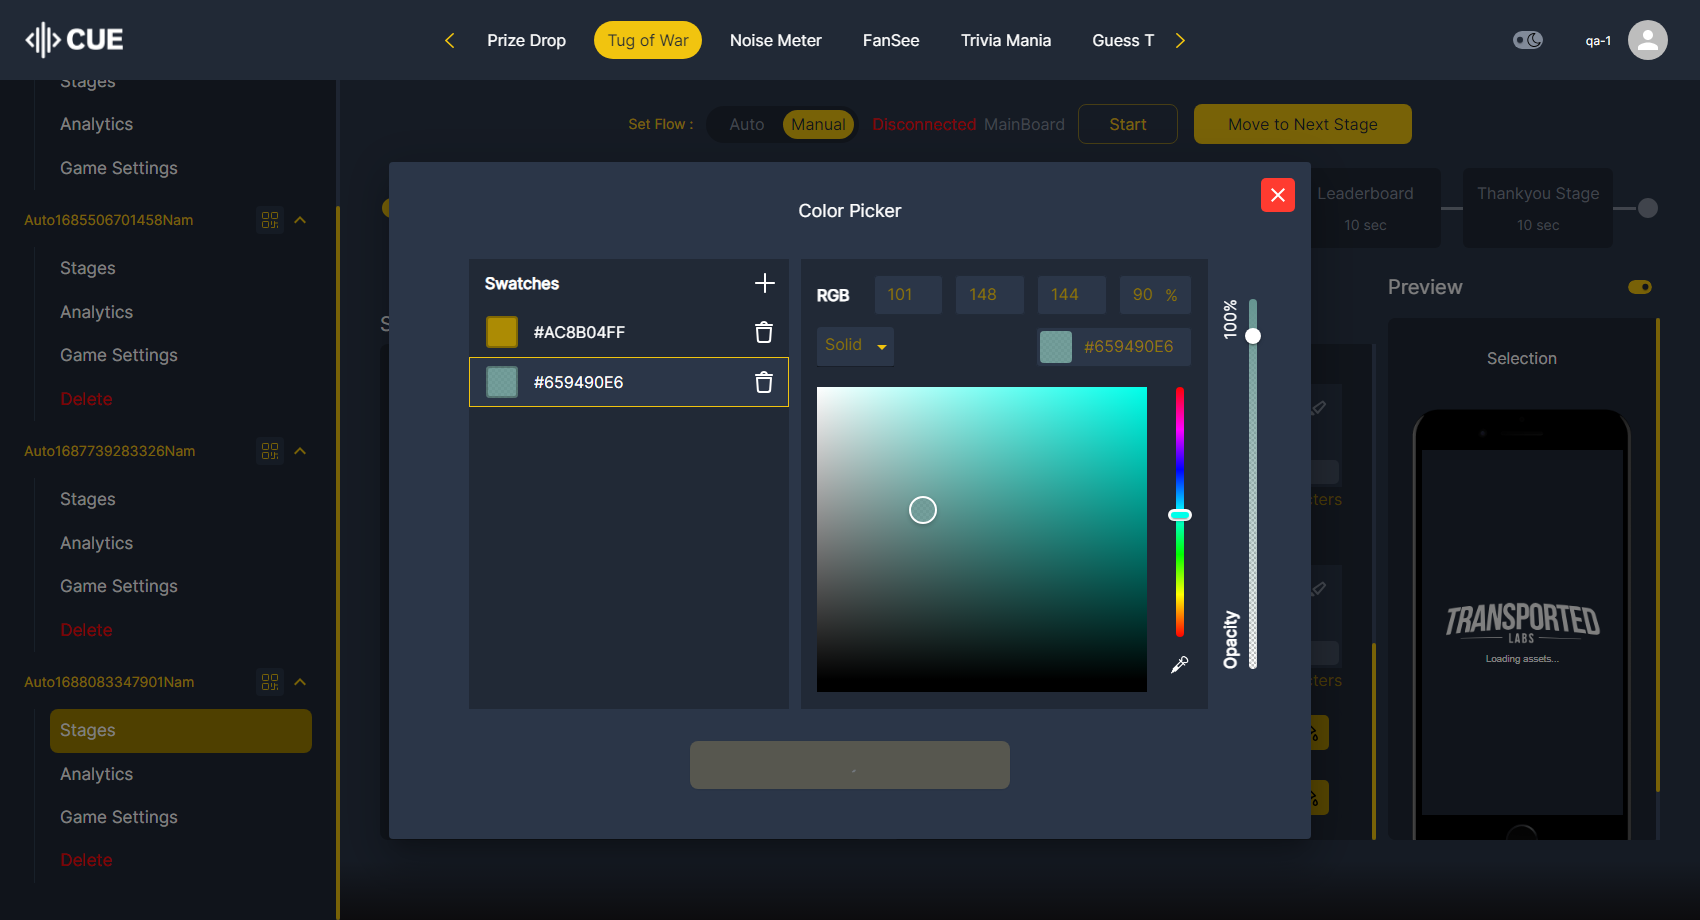 CUE
Prize Drop
Tug of War
Noise Meter
FanSee
Trivia Mania
Guess T
qa-1
Stages
Analytics
Game Settings
Auto1685506701458Nam
Stages
Analytics
Game Settings
Delete
Auto1687739283326Nam
Stages
Analytics
Game Settings
Delete
Auto1688083347901Nam
Stages
Analytics
Game Settings
Delete
Set Flow :
Auto
Manual
Disconnected MainBoard
Start
Move to Next Stage
Leaderboard
10 sec
Thankyou Stage
10 sec
Color Picker
Swatches
#AC8B04FF
#659490E6
RGB
101
148
144
90 %
Solid
#659490E6
100%
Opacity
S
cters
cters
Preview
Selection
TRANSPORTED
LABS
Loading assets...